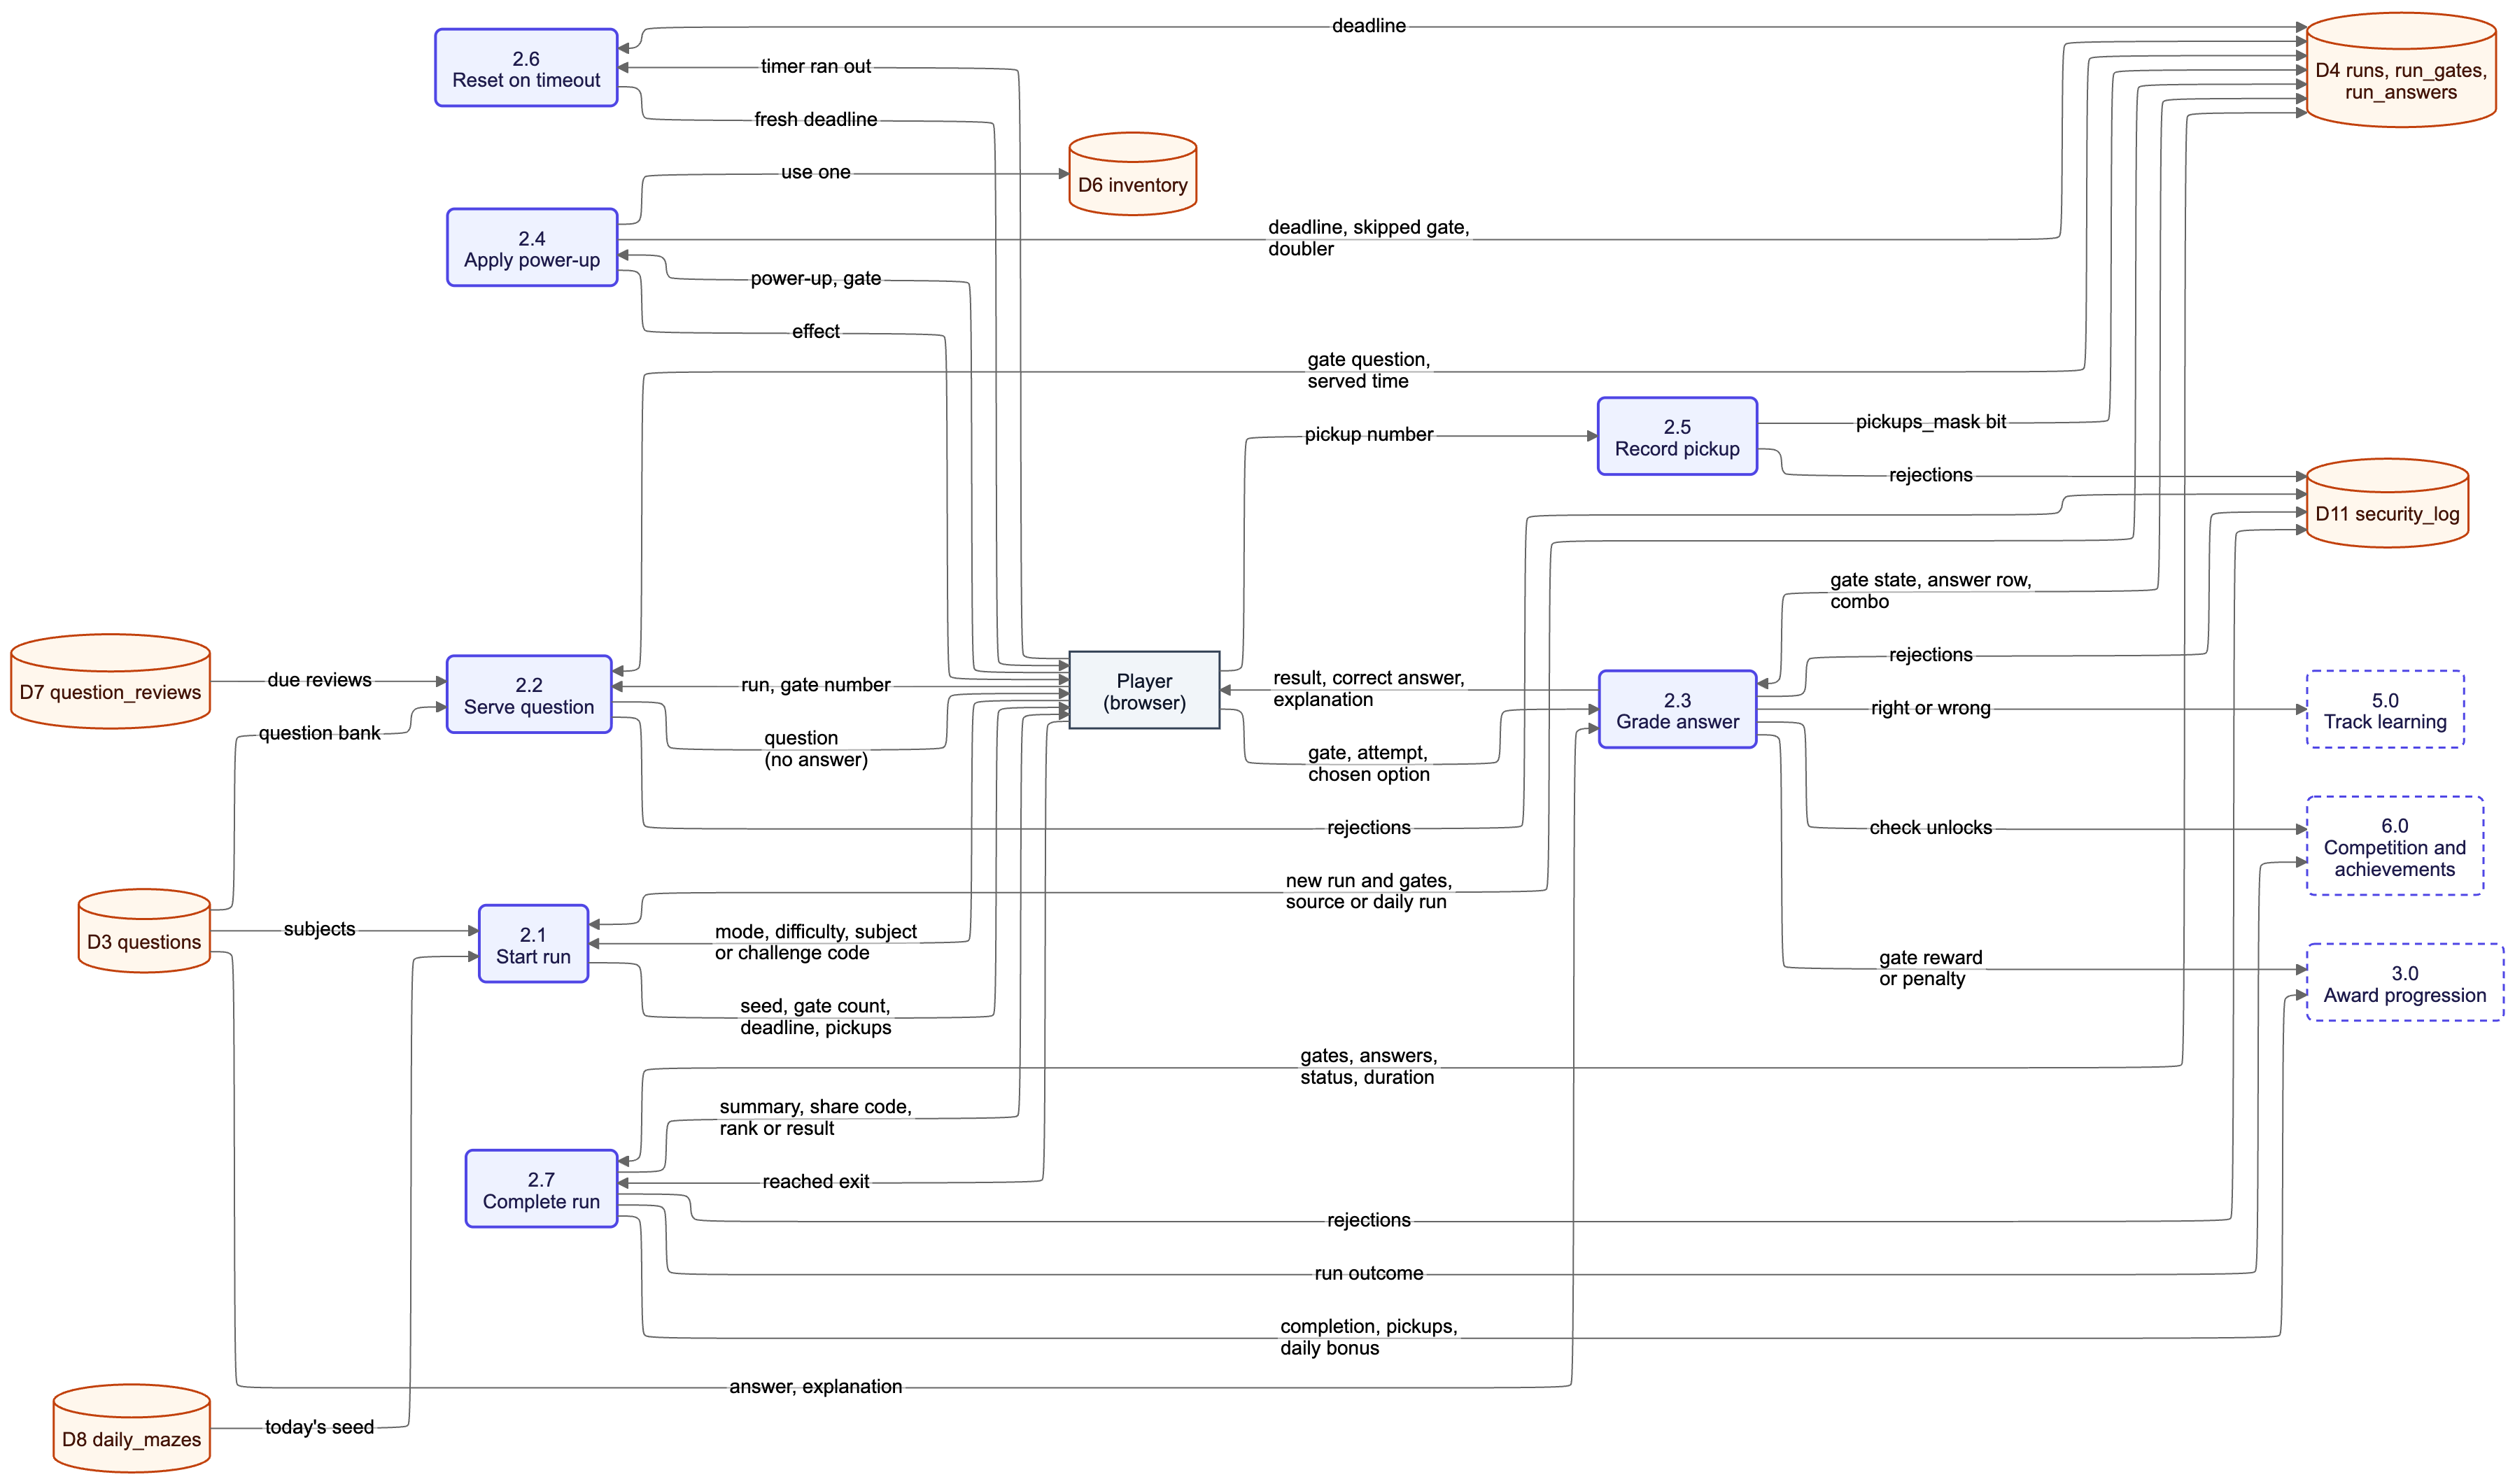 deadline
2.6
Reset on timeout
timer ran out
D4 runs, run_gates,
run_answers
fresh deadline
use one
D6 inventory
2.4
Apply power-up
deadline, skipped gate,
doubler
power-up, gate
effect
gate question,
served time
pickup number
2.5
Record pickup
pickups_mask bit
rejections
D11 security_log
gate state, answer row,
combo
rejections
D7 question_reviews
due reviews
2.2
Serve question
run, gate number
Player
(browser)
result, correct answer,
explanation
2.3
Grade answer
right or wrong
5.0
Track learning
question bank
question
(no answer)
gate, attempt,
chosen option
rejections
check unlocks
6.0
Competition and
achievements
new run and gates,
source or daily run
D3 questions
subjects
2.1
Start run
mode, difficulty, subject
or challenge code
gate reward
or penalty
3.0
Award progression
seed, gate count,
deadline, pickups
gates, answers,
status, duration
summary, share code,
rank or result
2.7
Complete run
reached exit
rejections
run outcome
completion, pickups,
daily bonus
answer, explanation
D8 daily_mazes
today's seed